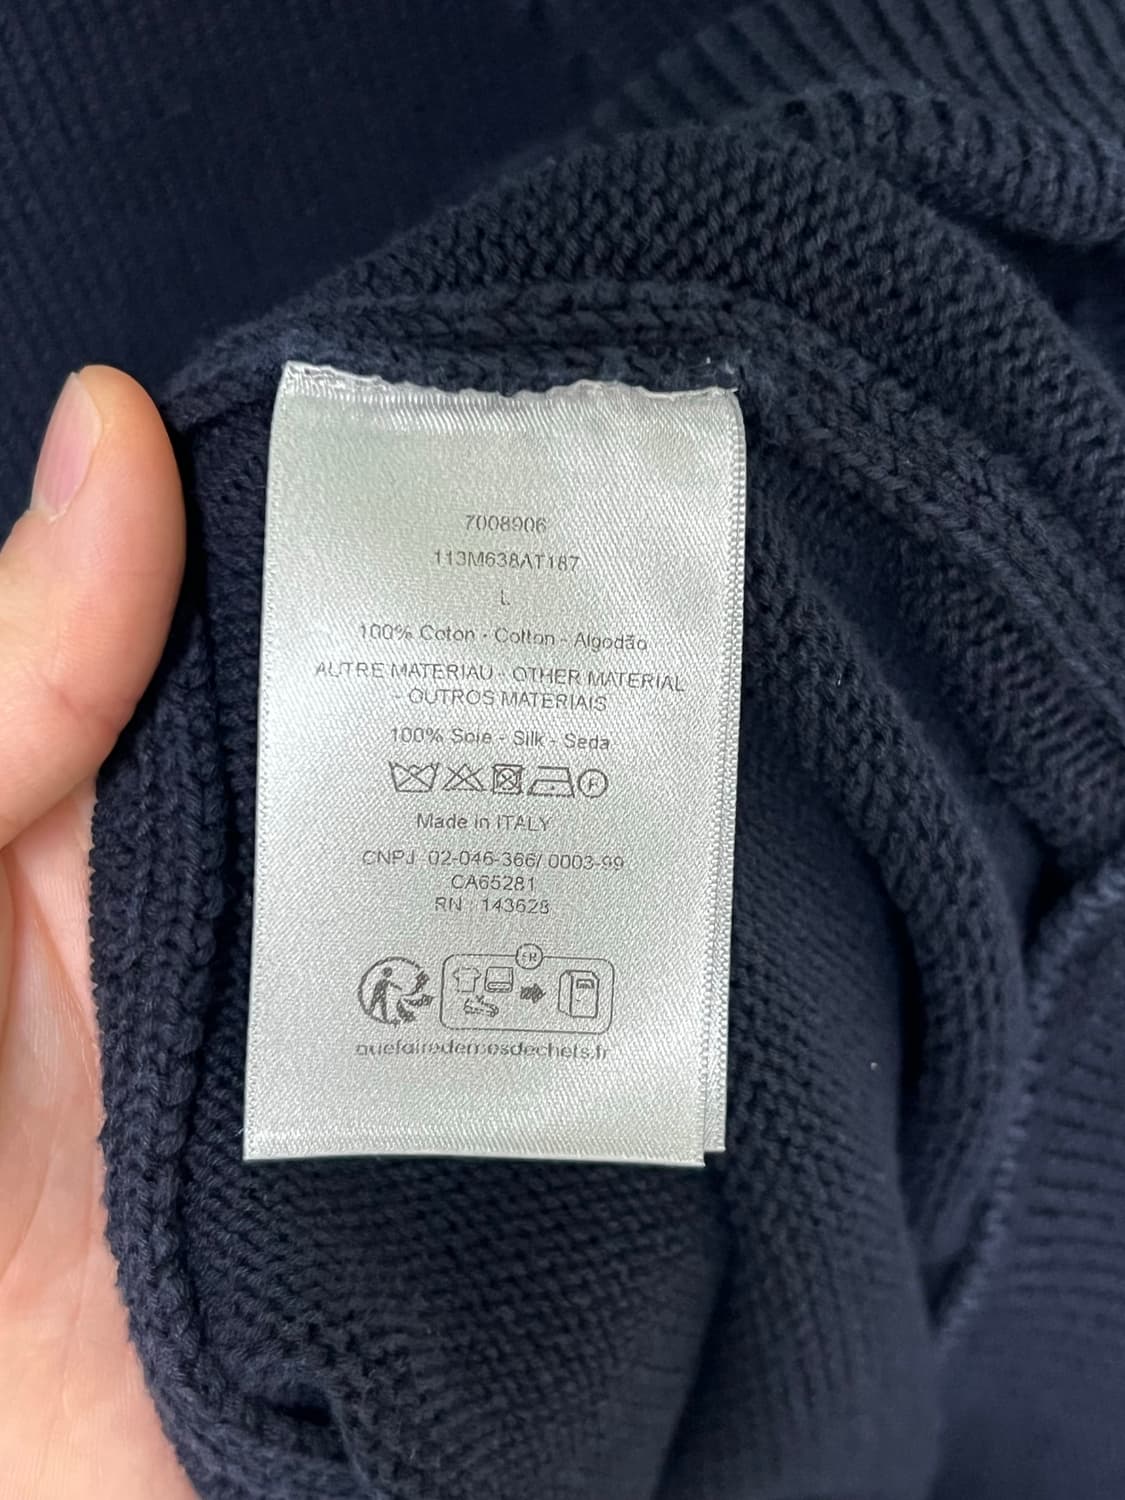 7008906
113M638AT187
L
100% Coton - Cotton - Algodão
AUTRE MATERIAU - OTHER MATERIAL
- OUTROS MATERIAIS
100% Soie - Silk - Seda
F
Made in ITALY
CNPJ 02-046-366/ 0003-99
CA65281
RN : 143628
FR
quefairedemesdechets.fr